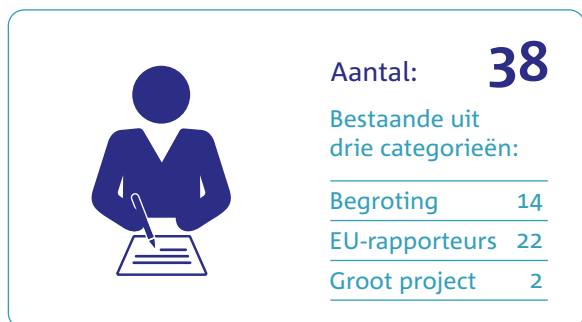 Aantal: 38
Bestaande uit
drie categorieën:
Begroting 14
EU-rapporteurs 22
Groot project 2